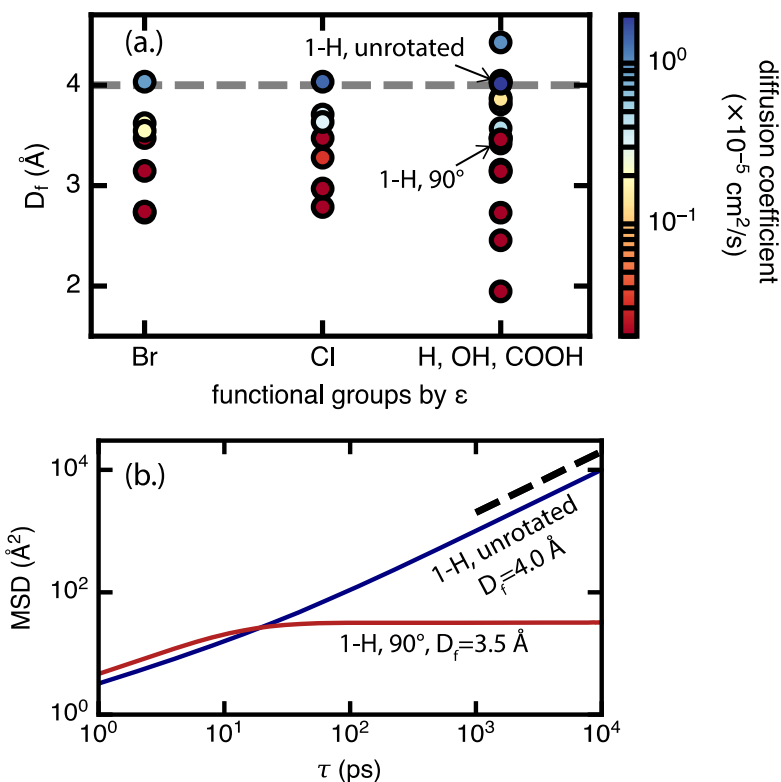 (a.)
1-H, unrotated
1-H, 90°
4
3
2
D_f (Å)
Br
Cl
H, OH, COOH
functional groups by ε
10⁰
10⁻¹
diffusion coefficient
(×10⁻⁵ cm²/s)
(b.)
10⁴
10²
10⁰
MSD (Å²)
1-H, unrotated
D_f=4.0 Å
1-H, 90°, D_f=3.5 Å
10⁰
10¹
10²
10³
10⁴
τ (ps)